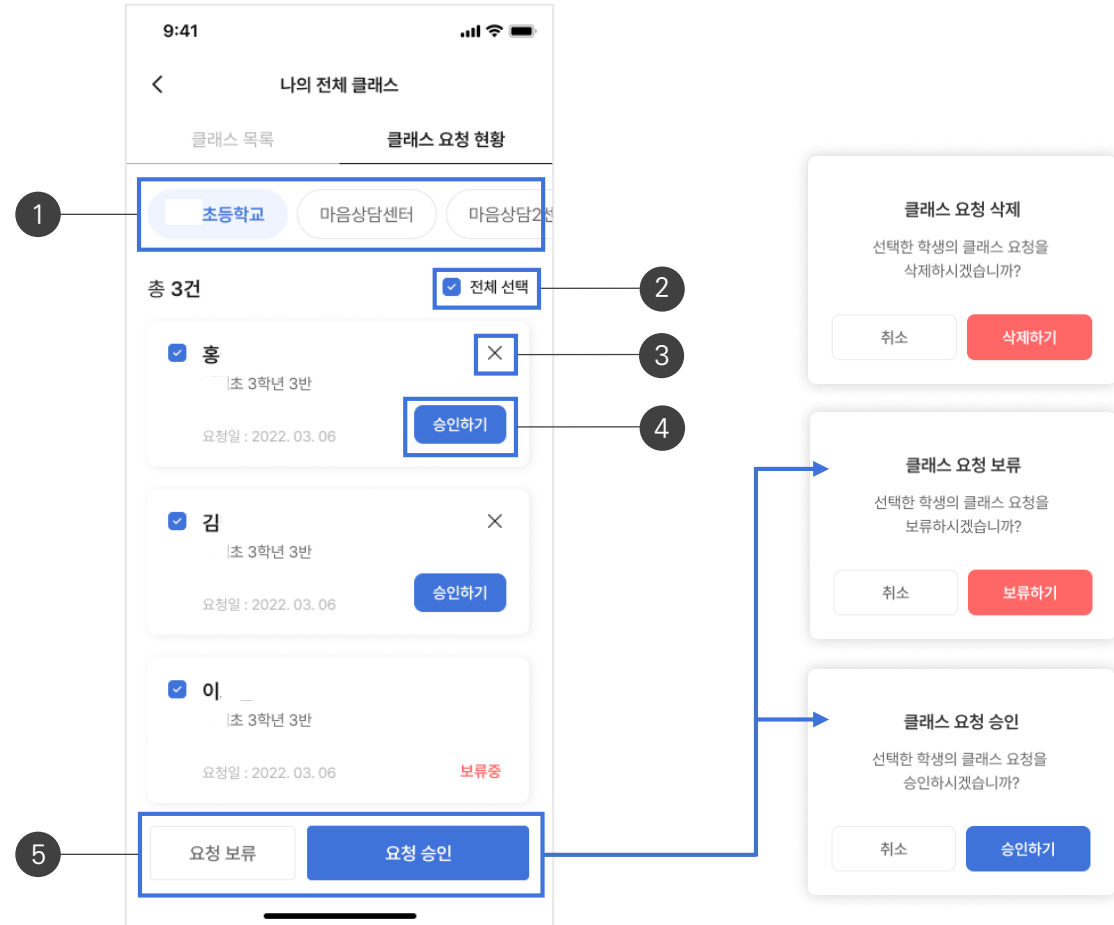 9:41
나의 전체 클래스
클래스 목록
클래스 요청 현황
1
초등학교
마음상담센터
마음상담2센
총 3건
전체 선택
2
홍
3
초 3학년 3반
승인하기
4
요청일 : 2022. 03. 06
김
초 3학년 3반
승인하기
요청일 : 2022. 03. 06
이
초 3학년 3반
요청일 : 2022. 03. 06
보류중
5
요청 보류
요청 승인
클래스 요청 삭제
선택한 학생의 클래스 요청을
삭제하시겠습니까?
취소
삭제하기
클래스 요청 보류
선택한 학생의 클래스 요청을
보류하시겠습니까?
취소
보류하기
클래스 요청 승인
선택한 학생의 클래스 요청을
승인하시겠습니까?
취소
승인하기